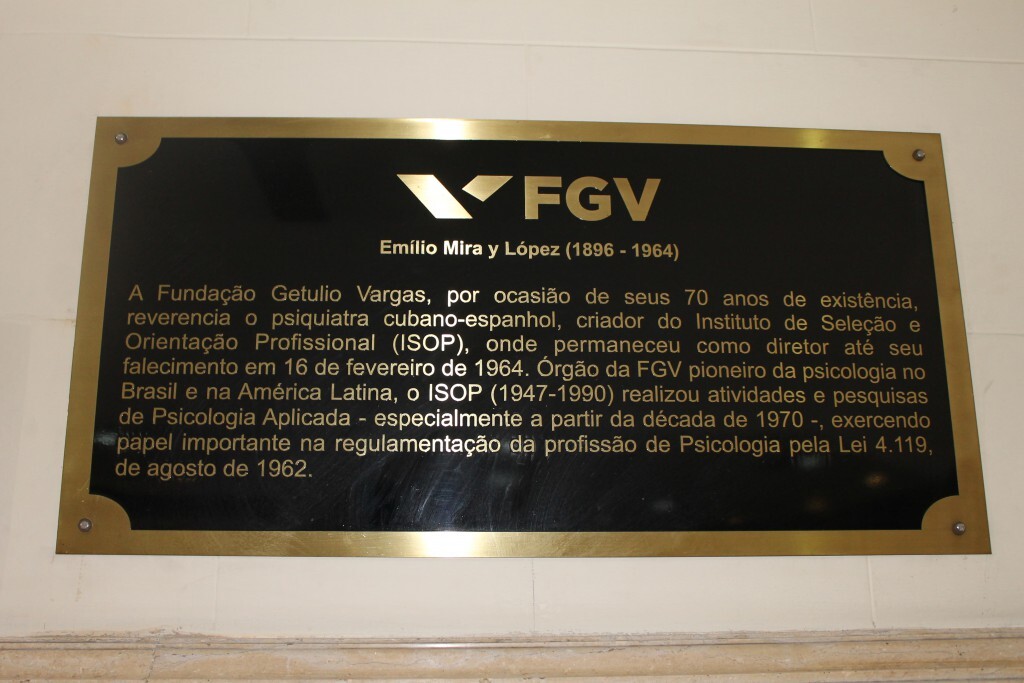 FGV
Emílio Mira y López (1896 - 1964)
A Fundação Getulio Vargas, por ocasião de seus 70 anos de existência,
reverencia o psiquiatra cubano-espanhol, criador do Instituto de Seleção e
Orientação Profissional (ISOP), onde permaneceu como diretor até seu
falecimento em 16 de fevereiro de 1964. Órgão da FGV pioneiro da psicologia no
Brasil e na América Latina, o ISOP (1947-1990) realizou atividades e pesquisas
de Psicologia Aplicada - especialmente a partir da década de 1970 -, exercendo
papel importante na regulamentação da profissão de Psicologia pela Lei 4.119,
de agosto de 1962.